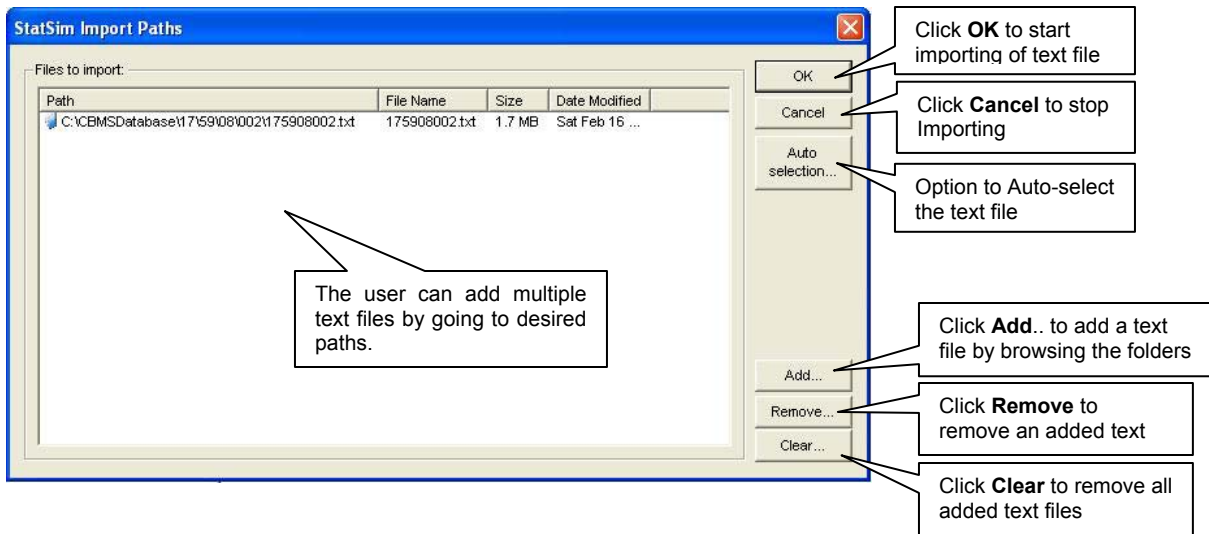 StatSim Import Paths
Files to import:
Path File Name Size Date Modified
C:\CBMSDatabase\17\59\08\002\175908002.txt 175908002.txt 1.7 MB Sat Feb 16 ...
OK
Cancel
Auto
selection...
Add...
Remove...
Clear...
The user can add multiple
text files by going to desired
paths.
Click OK to start
importing of text file
Click Cancel to stop
Importing
Option to Auto-select
the text file
Click Add.. to add a text
file by browsing the folders
Click Remove to
remove an added text
Click Clear to remove all
added text files